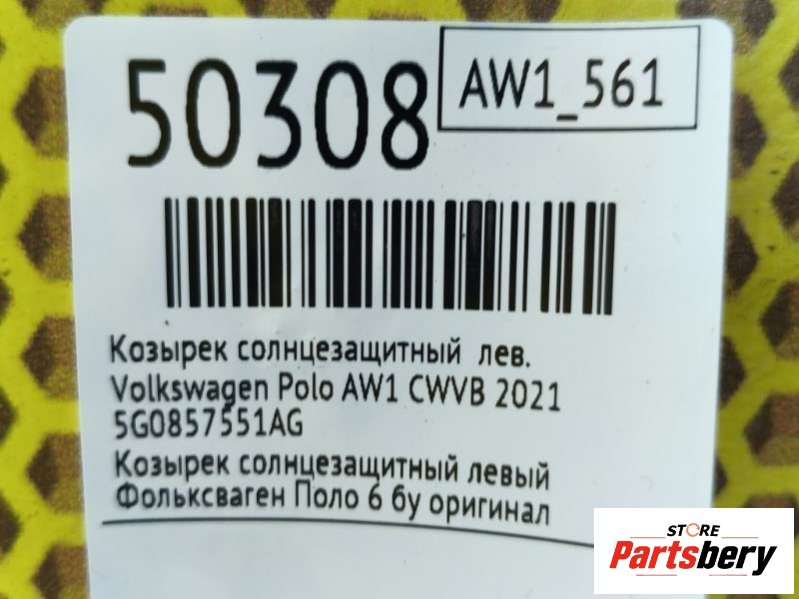 50308
AW1_561
Козырек солнцезащитный лев.
Volkswagen Polo AW1 CWVB 2021
5G0857551AG
Козырек солнцезащитный левый
Фольксваген Поло 6 бу оригинал
STORE
Partsbery